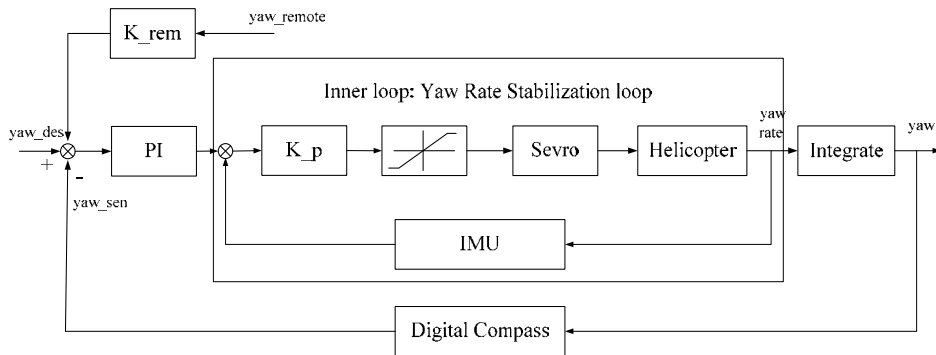 yaw_remote
K_rem
Inner loop: Yaw Rate Stabilization loop
yaw_des
+
-
yaw_sen
PI
K_p
Sevro
Helicopter
yaw
rate
Integrate
yaw
IMU
Digital Compass